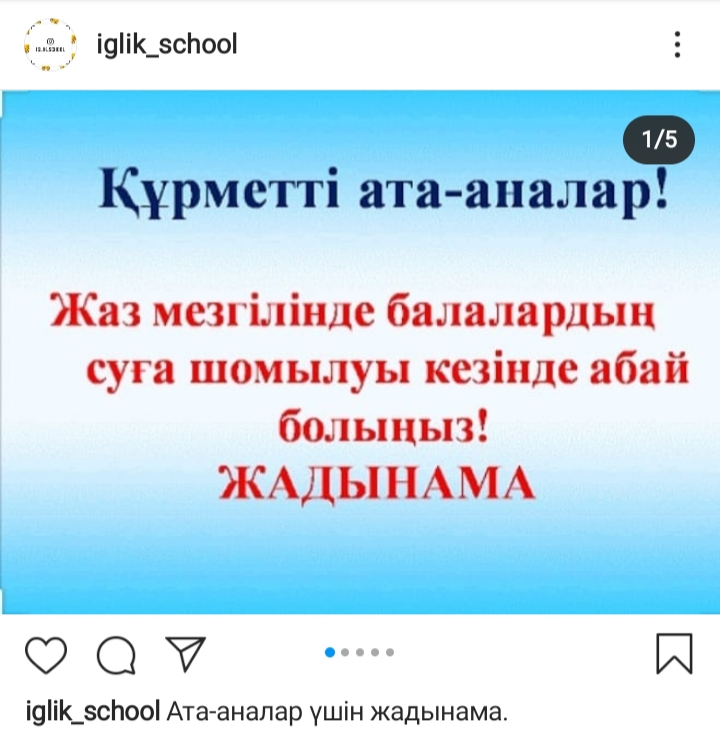 iglik_school
1/5
Құрметті ата-аналар!
Жаз мезгілінде балалардың
суға шомылуы кезінде абай
болыңыз!
ЖАДЫНАМА
iglik_school Ата-аналар үшін жадынама.